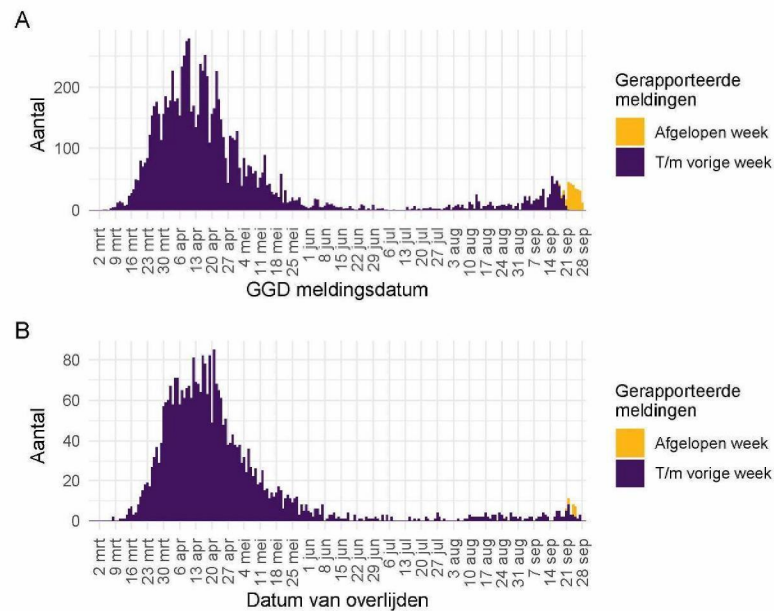 A
Aantal
200
100
0
2 mrt
9 mrt
16 mrt
23 mrt
30 mrt
6 apr
13 apr
20 apr
27 apr
4 mei
11 mei
18 mei
25 mei
1 jun
8 jun
15 jun
22 jun
29 jun
6 jul
13 jul
20 jul
27 jul
3 aug
10 aug
17 aug
24 aug
31 aug
7 sep
14 sep
21 sep
28 sep
GGD meldingsdatum
Gerapporteerde
meldingen
Afgelopen week
T/m vorige week
B
Aantal
80
60
40
20
0
2 mrt
9 mrt
16 mrt
23 mrt
30 mrt
6 apr
13 apr
20 apr
27 apr
4 mei
11 mei
18 mei
25 mei
1 jun
8 jun
15 jun
22 jun
29 jun
6 jul
13 jul
20 jul
27 jul
3 aug
10 aug
17 aug
24 aug
31 aug
7 sep
14 sep
21 sep
28 sep
Datum van overlijden
Gerapporteerde
meldingen
Afgelopen week
T/m vorige week